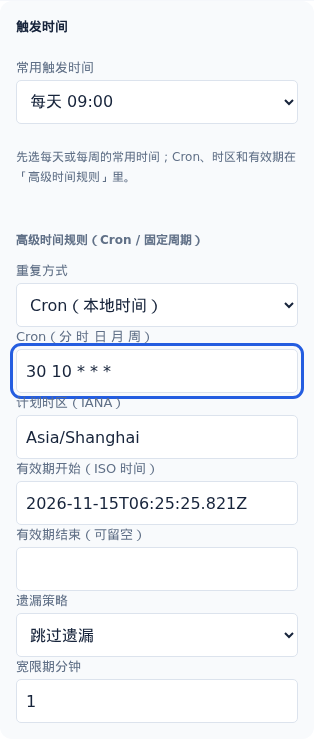 触发时间
常用触发时间
每天 09:00
先选每天或每周的常用时间；Cron、时区和有效期在
「高级时间规则」里。
高级时间规则（Cron / 固定周期）
重复方式
Cron（本地时间）
Cron（分 时 日 月 周）
30 10 * * *
计划时区（IANA）
Asia/Shanghai
有效期开始（ISO 时间）
2026-11-15T06:25:25.821Z
有效期结束（可留空）
遗漏策略
跳过遗漏
宽限期分钟
1